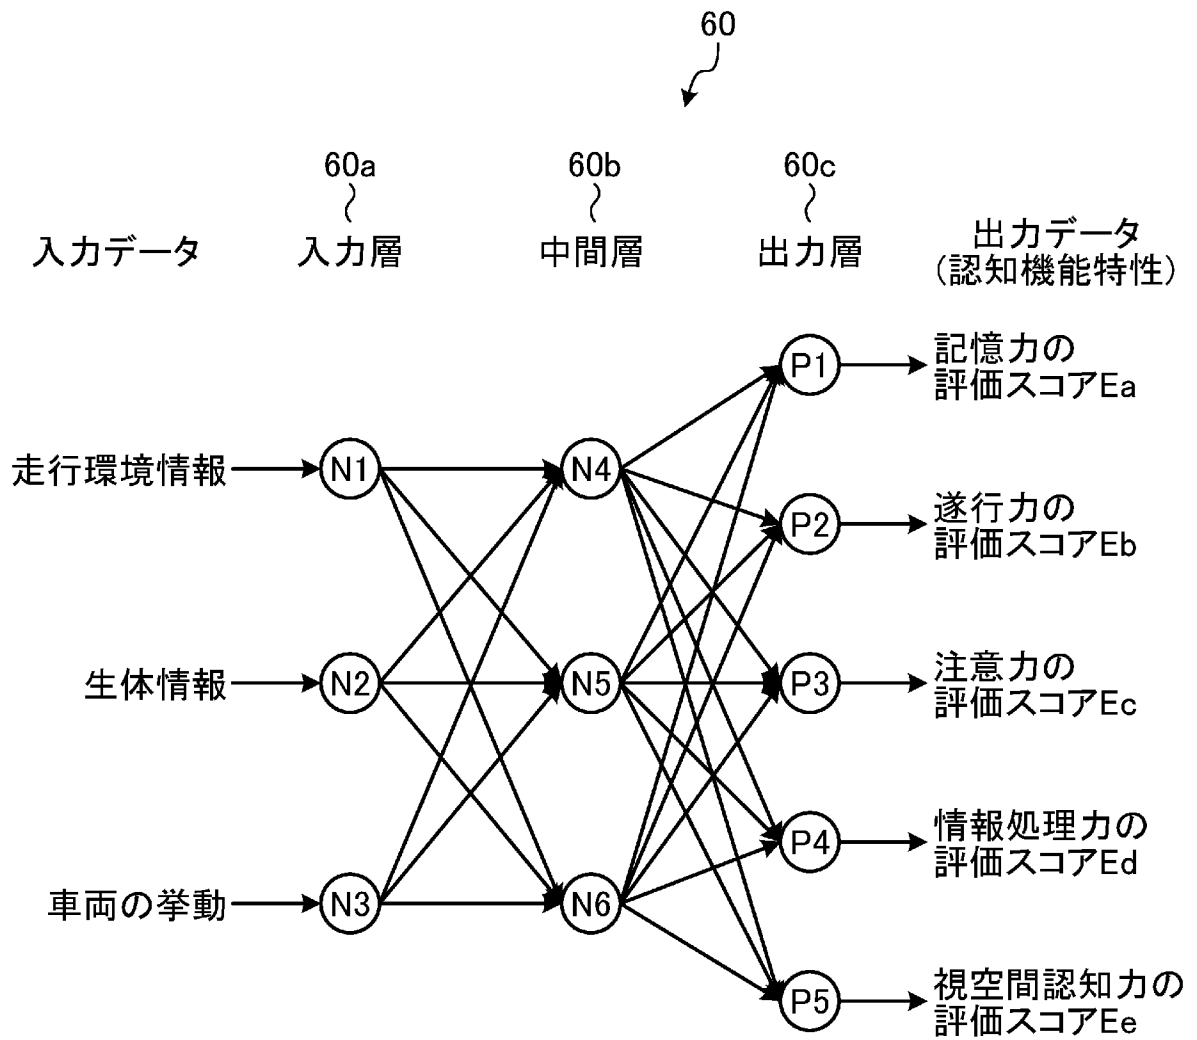 60
60a
60b
60c
入力データ
入力層
中間層
出力層
出力データ
(認知機能特性)
P1
記憶力の
評価スコアEa
走行環境情報
N1
N4
P2
遂行力の
評価スコアEb
生体情報
N2
N5
P3
注意力の
評価スコアEc
P4
情報処理力の
評価スコアEd
車両の挙動
N3
N6
P5
視空間認知力の
評価スコアEe